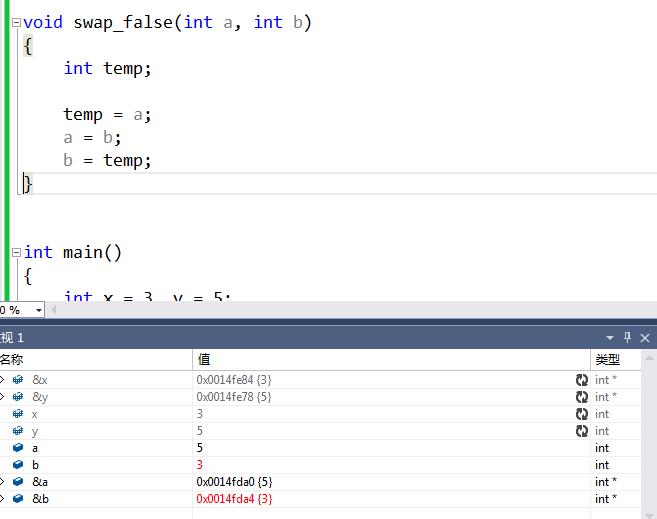 void swap_false(int a, int b)
{
int temp;
temp = a;
a = b;
b = temp;
}
int main()
{
int x = 3, y = 5;
0 %
视 1
名称 值 类型
&x 0x0014fe84 {3} int *
&y 0x0014fe78 {5} int *
x 3 int
y 5 int
a 5 int
b 3 int
&a 0x0014fda0 {5} int *
&b 0x0014fda4 {3} int *